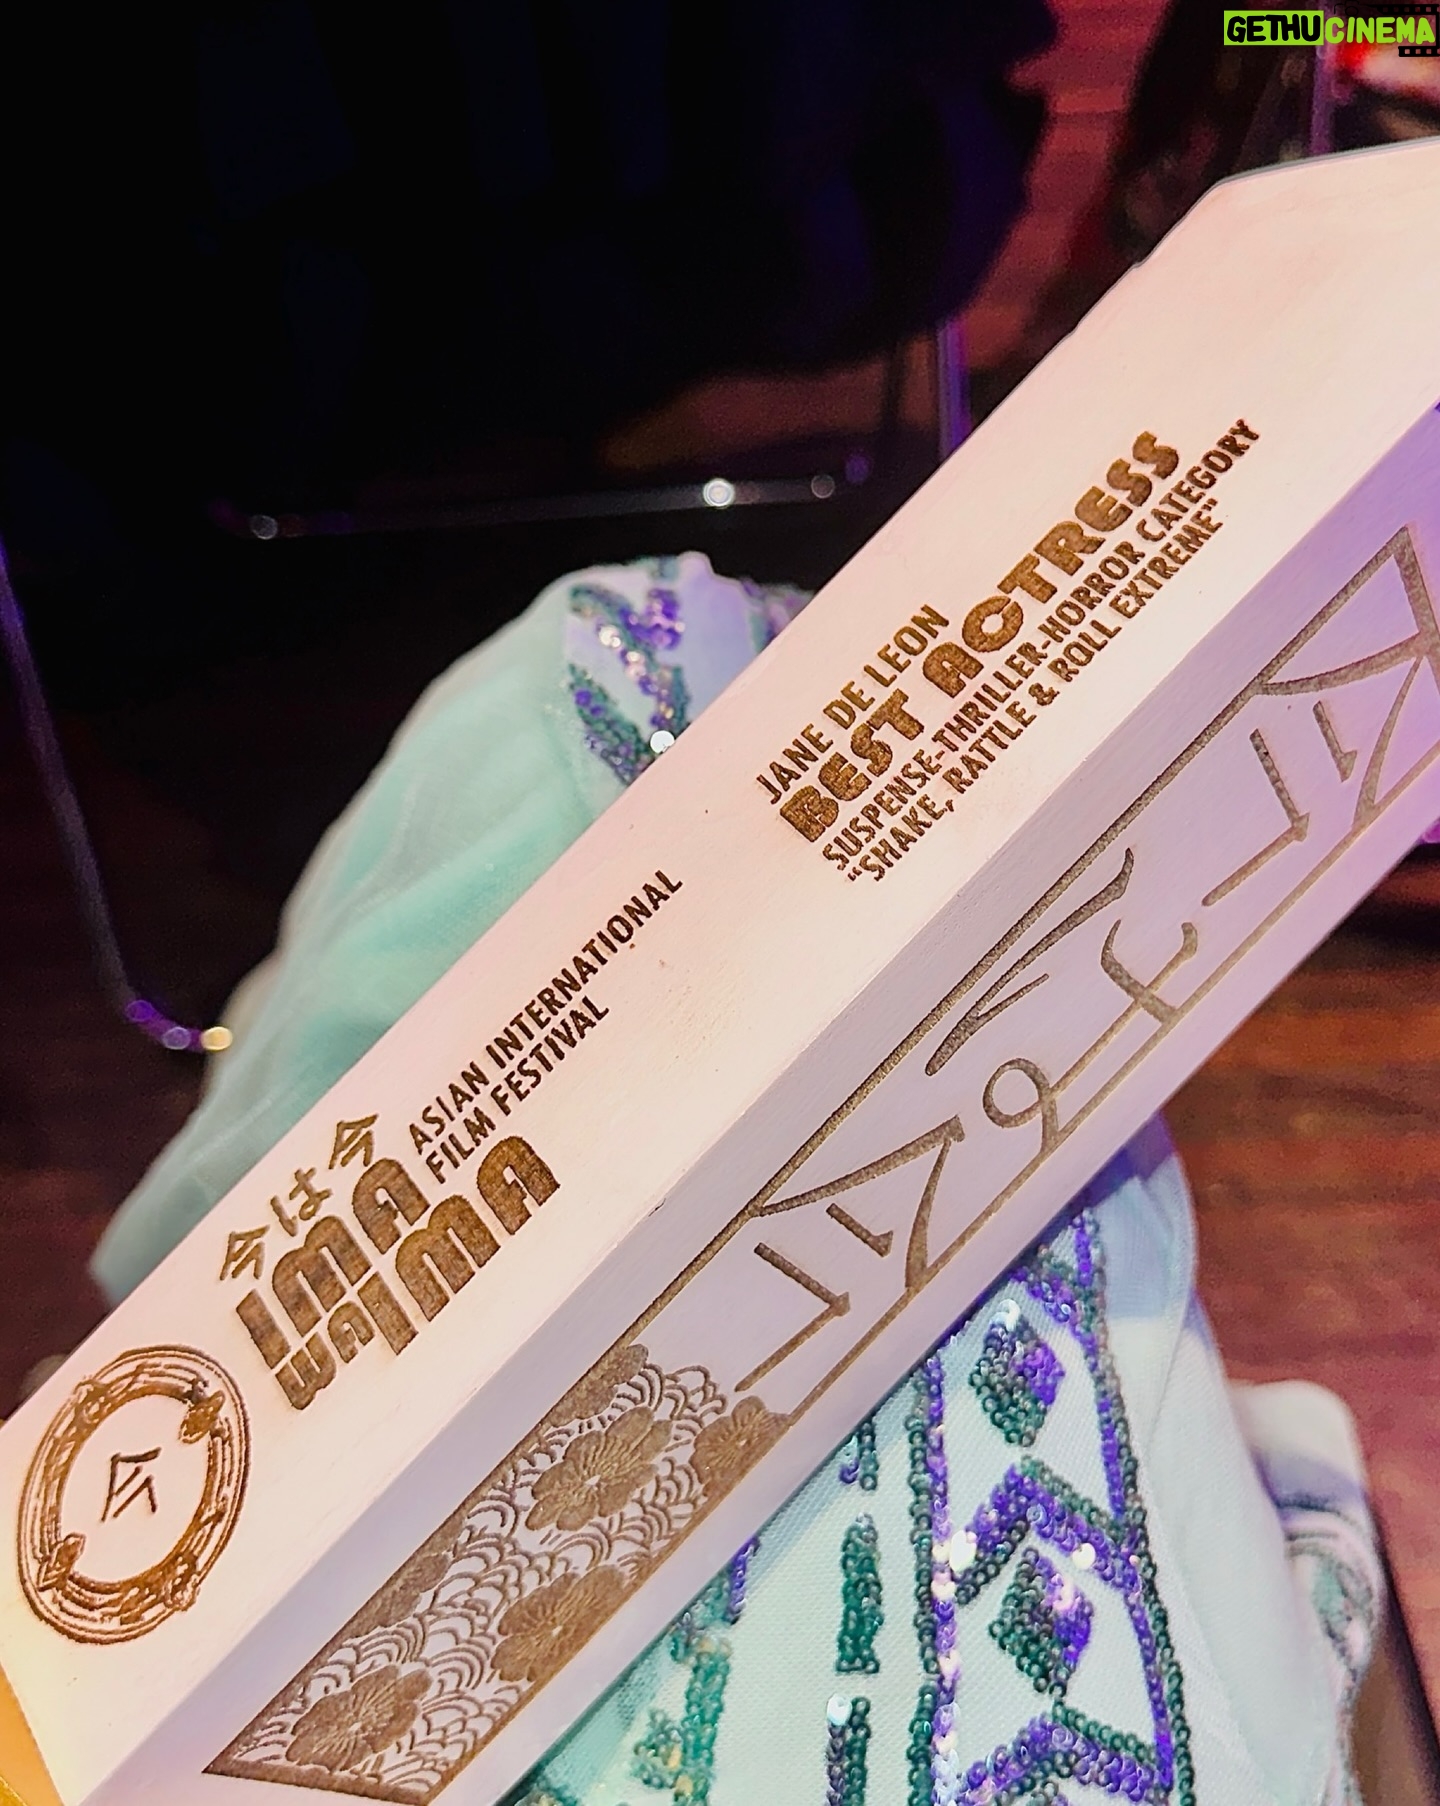 GETHUCINEMA
JANE DE LEON
BEST ACTRESS
SUSPENSE-THRILLER-HORROR CATEGORY
"SHAKE, RATTLE & ROLL EXTREME"
ASIAN INTERNATIONAL
FILM FESTIVAL
今は今
IMA
WA IMA
今